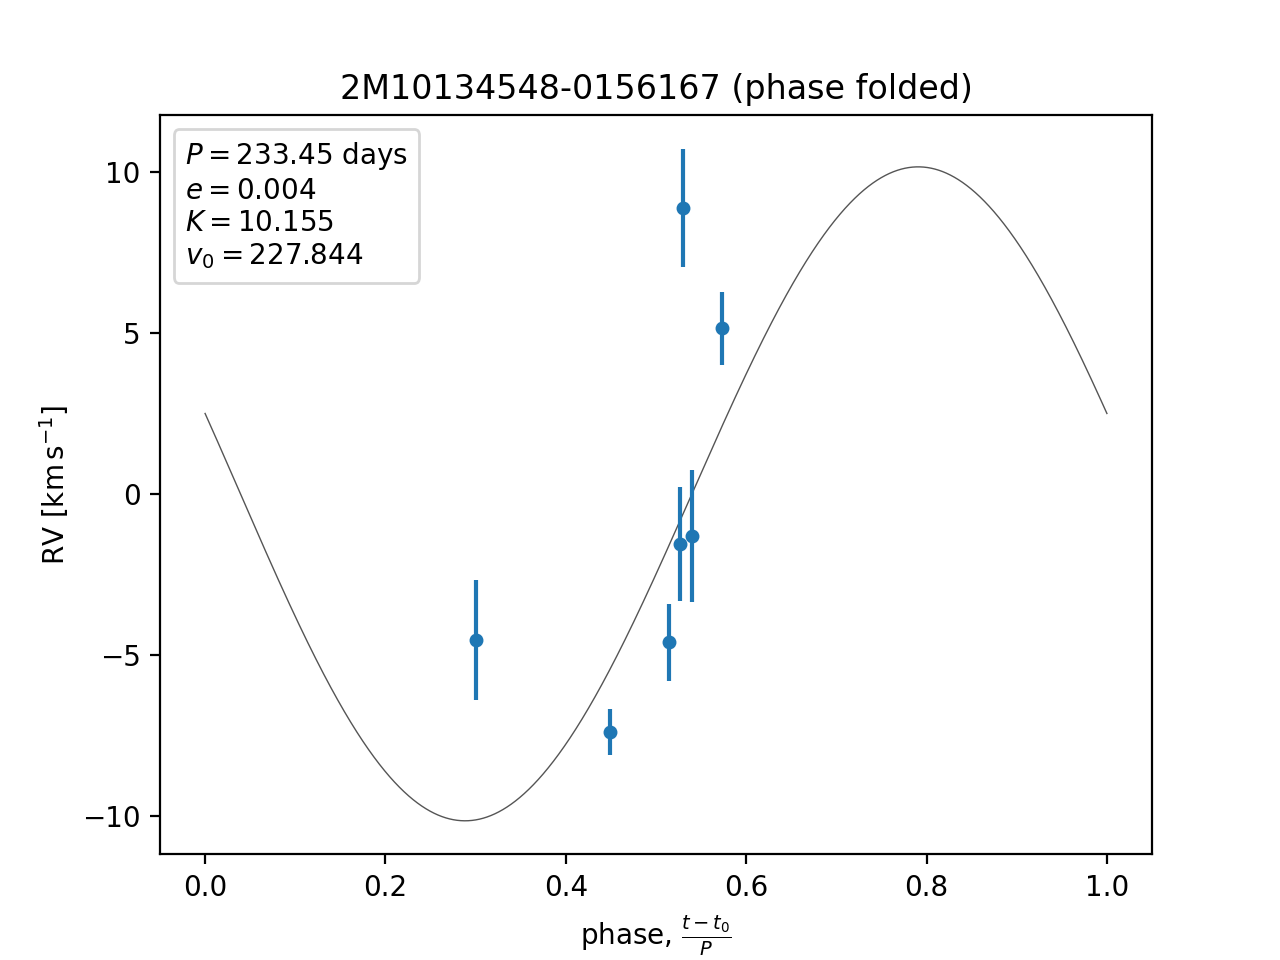 2M10134548-0156167 (phase folded)
P = 233.45 days
e = 0.004
K = 10.155
v₀ = 227.844
10
5
0
−5
−10
RV [km s⁻¹]
0.0 0.2 0.4 0.6 0.8 1.0
phase, (t − t₀)/P